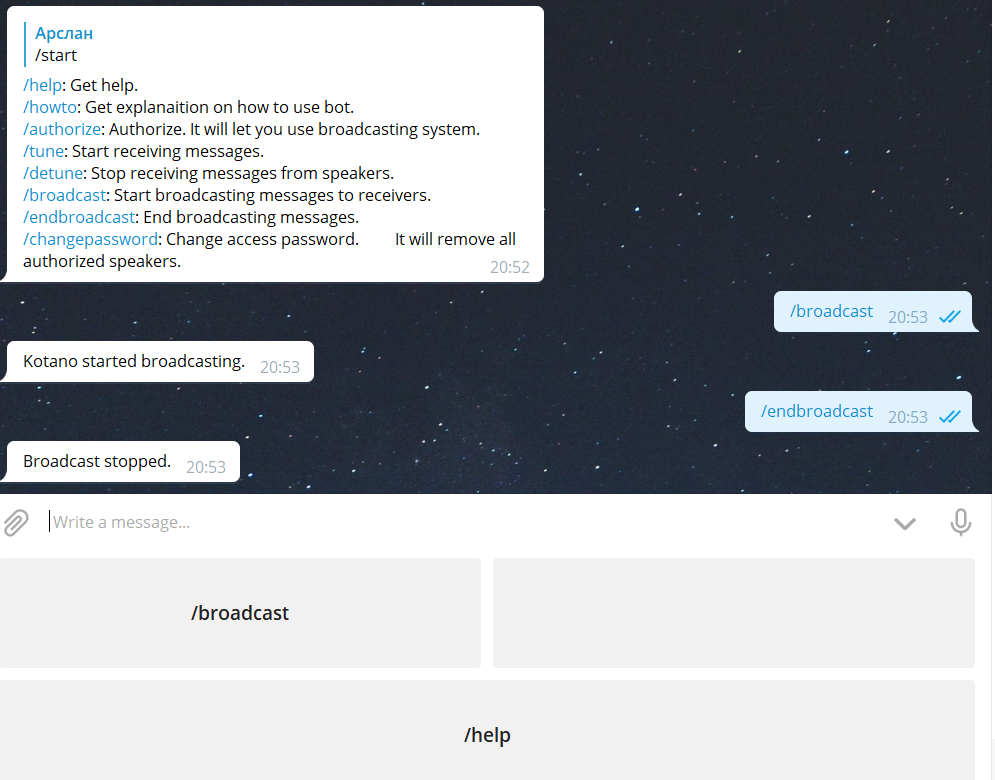 Арслан
/start
/help: Get help.
/howto: Get explanaition on how to use bot.
/authorize: Authorize. It will let you use broadcasting system.
/tune: Start receiving messages.
/detune: Stop receiving messages from speakers.
/broadcast: Start broadcasting messages to receivers.
/endbroadcast: End broadcasting messages.
/changepassword: Change access password. It will remove all
authorized speakers.
20:52
/broadcast 20:53
Kotano started broadcasting. 20:53
/endbroadcast 20:53
Broadcast stopped. 20:53
Write a message...
/broadcast
/help